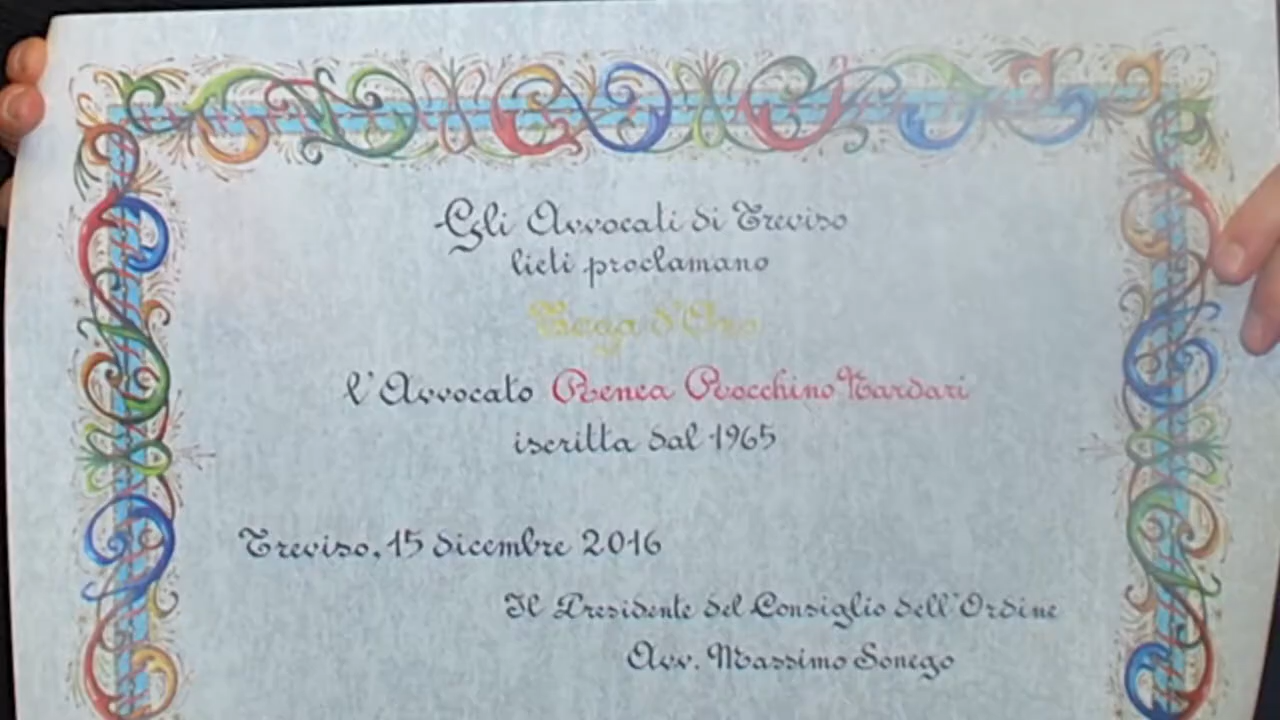 Gli Avvocati di Treviso
lieti proclamano
Toga d'Oro
l'Avvocato Renea Rocchino Nardari
iscritta dal 1965
Treviso, 15 dicembre 2016
Il Presidente del Consiglio dell'Ordine
Avv. Massimo Sonego